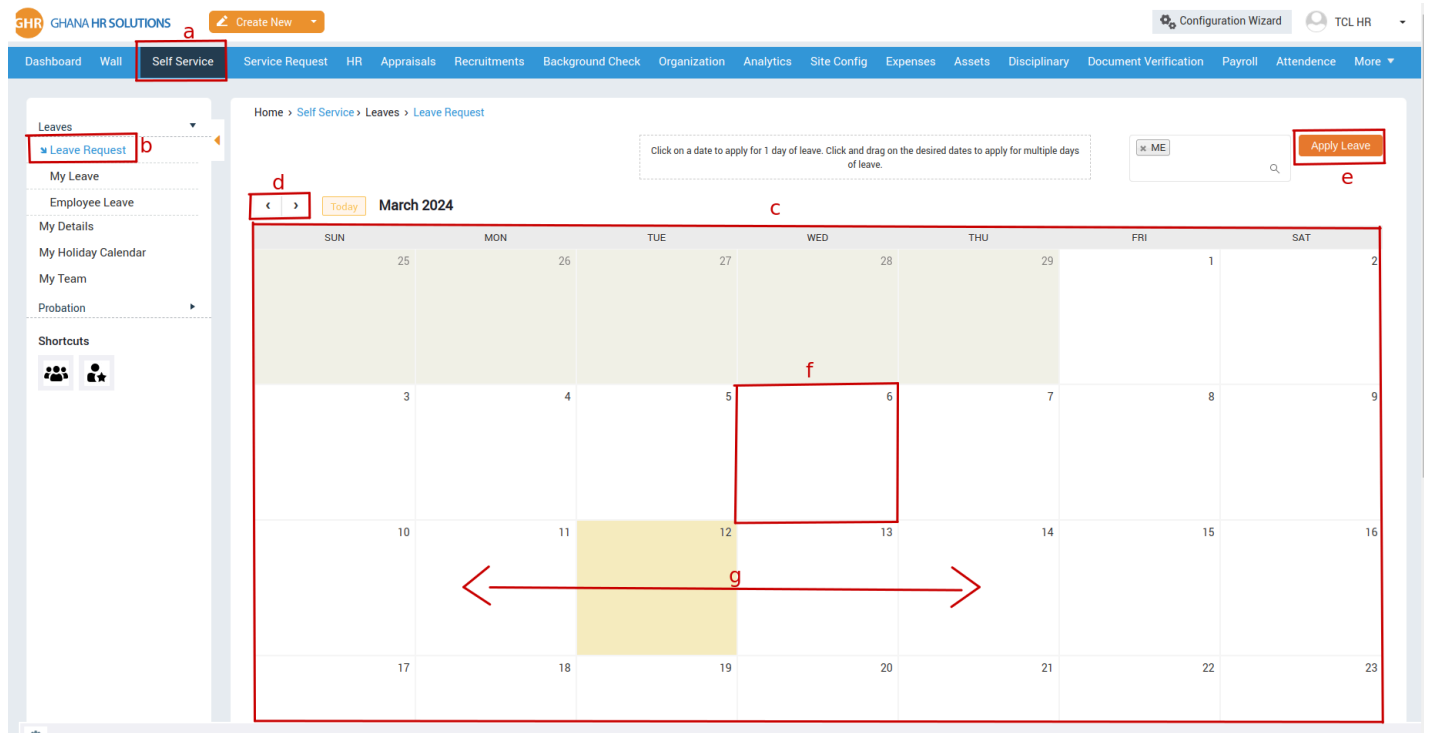 GHR GHANA HR SOLUTIONS Create New Configuration Wizard TCL HR
a
Dashboard Wall Self Service Service Request HR Appraisals Recruitments Background Check Organization Analytics Site Config Expenses Assets Disciplinary Document Verification Payroll Attendence More
Home › Self Service › Leaves › Leave Request
Leaves
Leave Request b
My Leave
Employee Leave
My Details
My Holiday Calendar
My Team
Probation
Shortcuts
Click on a date to apply for 1 day of leave. Click and drag on the desired dates to apply for multiple days
of leave.
× ME
Apply Leave
e
d
‹ › Today March 2024
c
SUN MON TUE WED THU FRI SAT
25 26 27 28 29 1 2
f
3 4 5 6 7 8 9
10 11 12 13 14 15 16
g
17 18 19 20 21 22 23